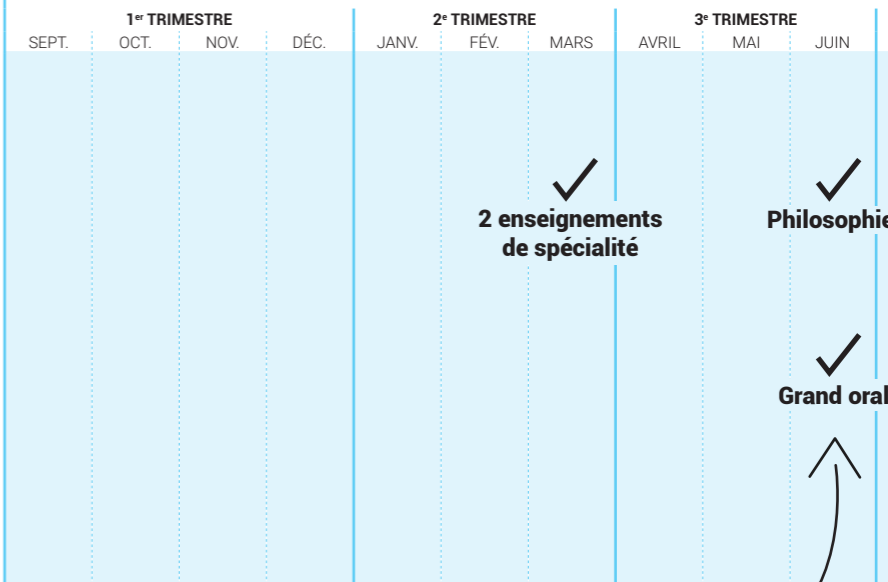 1er TRIMESTRE 2e TRIMESTRE 3e TRIMESTRE
SEPT. OCT. NOV. DÉC. JANV. FÉV. MARS AVRIL MAI JUIN
2 enseignements
de spécialité
Philosophie
Grand oral